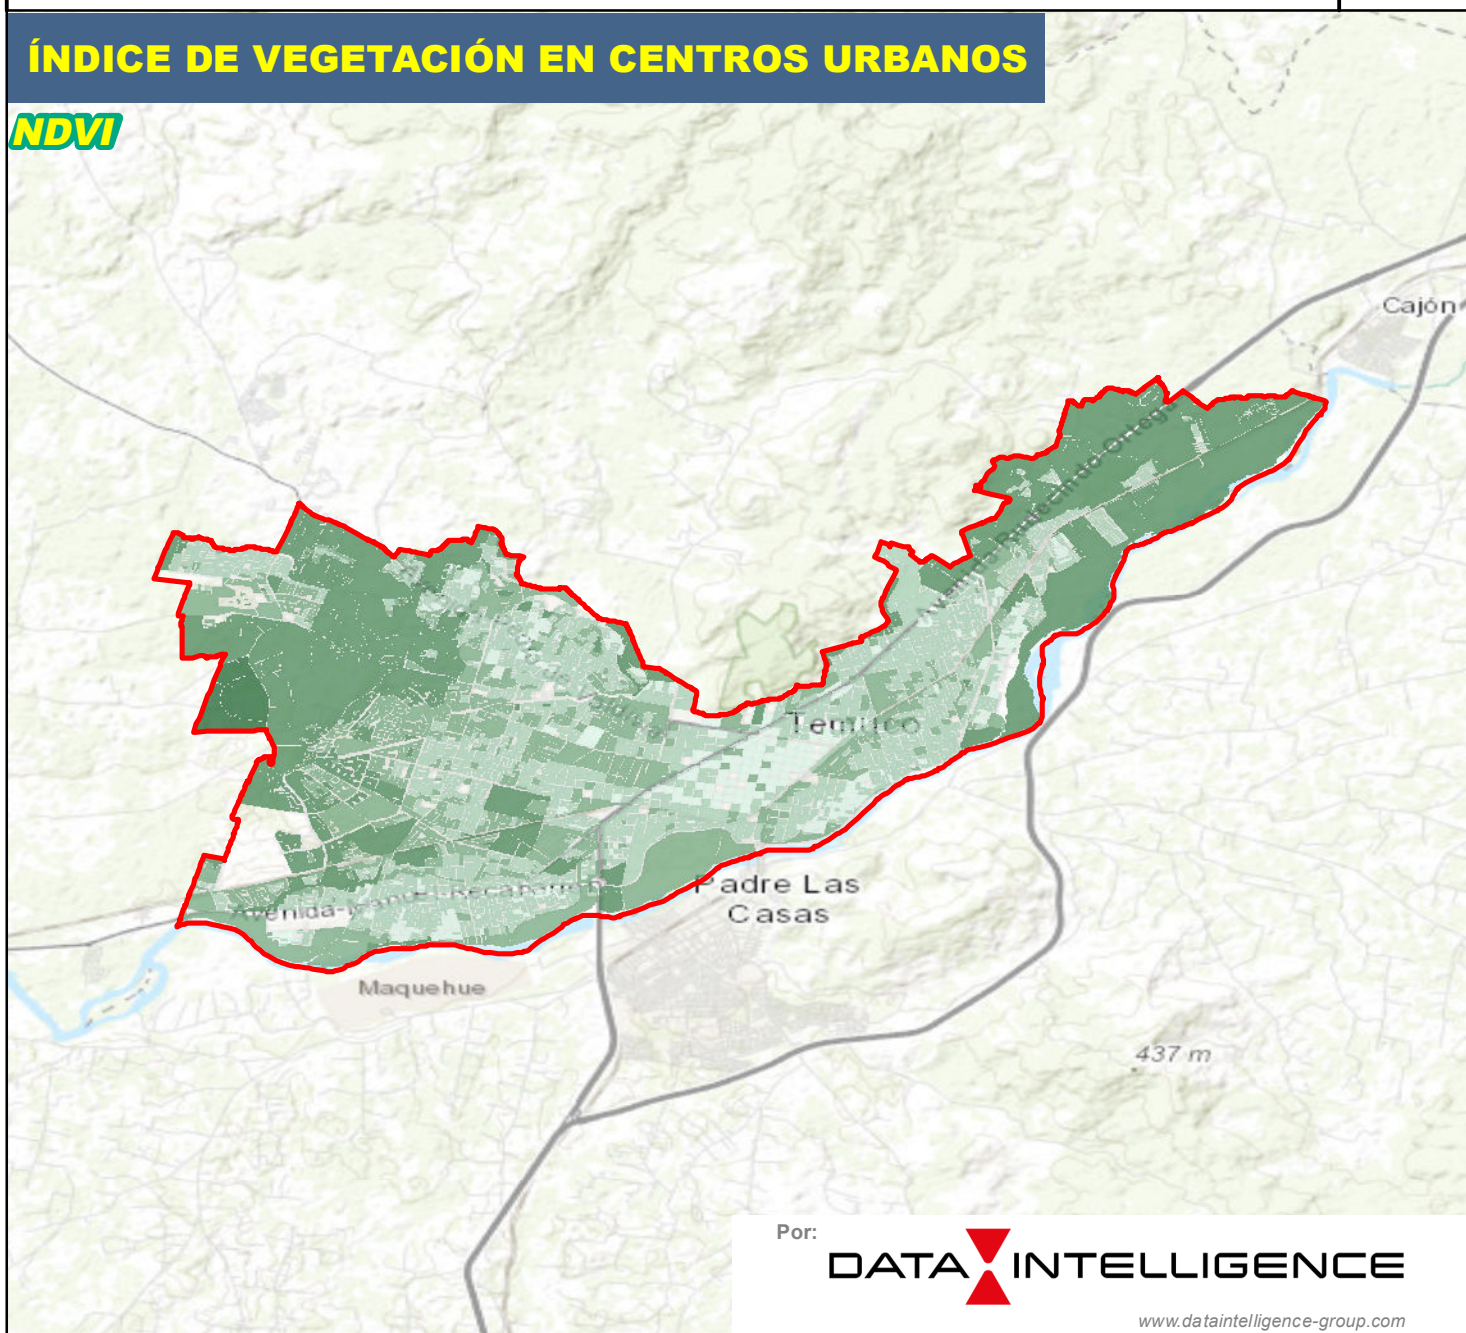 ÍNDICE DE VEGETACIÓN EN CENTROS URBANOS
NDVI
Cajón
Ortega
Temuco
Padre Las
Casas
Maquehue
437 m
Por:
DATA INTELLIGENCE
www.dataintelligence-group.com